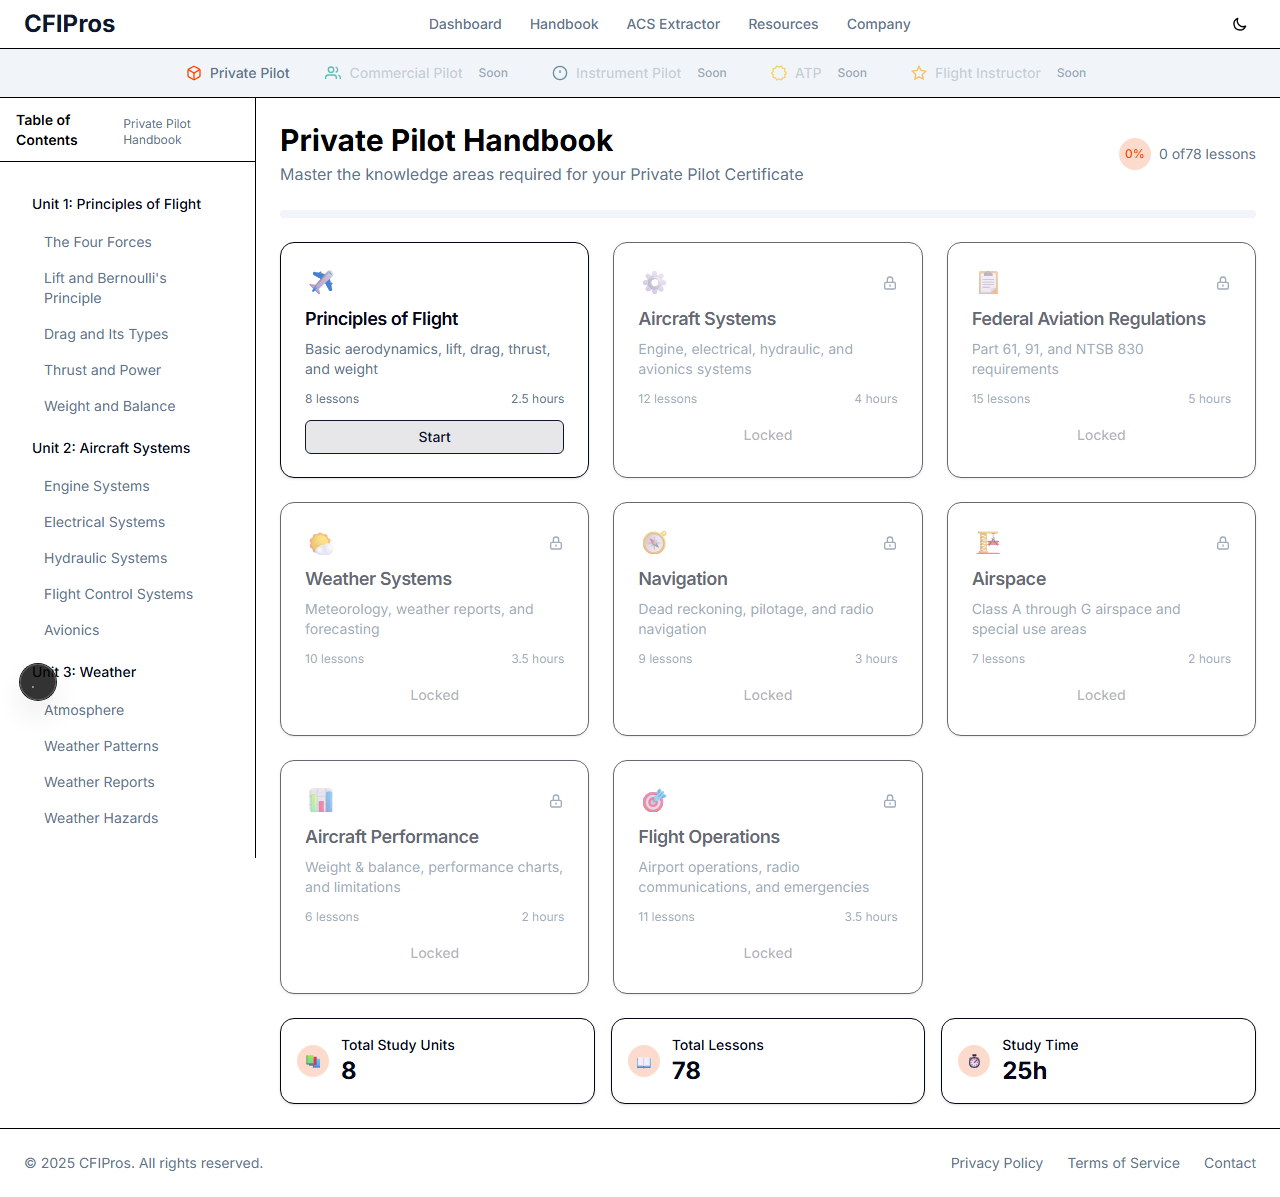 CFIPros
Dashboard Handbook ACS Extractor Resources Company
Private Pilot Commercial Pilot Soon Instrument Pilot Soon ATP Soon Flight Instructor Soon
Table of
Contents
Private Pilot
Handbook
Unit 1: Principles of Flight
The Four Forces
Lift and Bernoulli's
Principle
Drag and Its Types
Thrust and Power
Weight and Balance
Unit 2: Aircraft Systems
Engine Systems
Electrical Systems
Hydraulic Systems
Flight Control Systems
Avionics
Unit 3: Weather
Atmosphere
Weather Patterns
Weather Reports
Weather Hazards
Private Pilot Handbook
Master the knowledge areas required for your Private Pilot Certificate
0% 0 of78 lessons
Principles of Flight
Basic aerodynamics, lift, drag, thrust,
and weight
8 lessons 2.5 hours
Start
Aircraft Systems
Engine, electrical, hydraulic, and
avionics systems
12 lessons 4 hours
Locked
Federal Aviation Regulations
Part 61, 91, and NTSB 830
requirements
15 lessons 5 hours
Locked
Weather Systems
Meteorology, weather reports, and
forecasting
10 lessons 3.5 hours
Locked
Navigation
Dead reckoning, pilotage, and radio
navigation
9 lessons 3 hours
Locked
Airspace
Class A through G airspace and
special use areas
7 lessons 2 hours
Locked
Aircraft Performance
Weight & balance, performance charts,
and limitations
6 lessons 2 hours
Locked
Flight Operations
Airport operations, radio
communications, and emergencies
11 lessons 3.5 hours
Locked
Total Study Units
8
Total Lessons
78
Study Time
25h
© 2025 CFIPros. All rights reserved.
Privacy Policy Terms of Service Contact